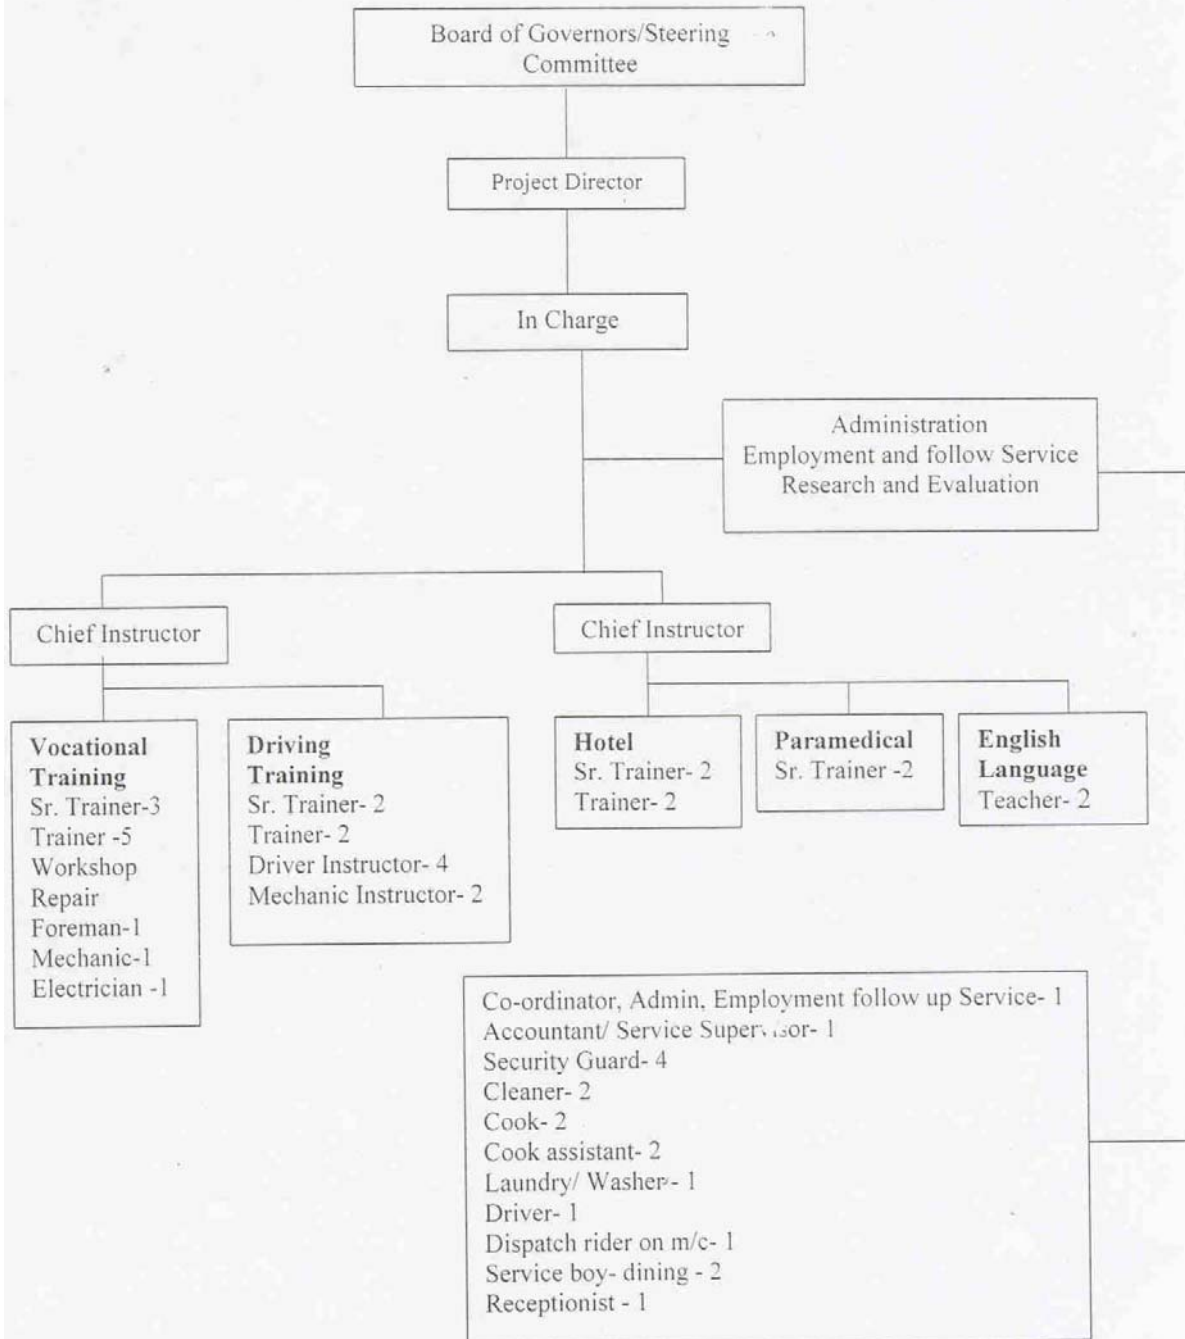 Board of Governors/Steering
Committee
Project Director
In Charge
Administration
Employment and follow Service
Research and Evaluation
Chief Instructor
Chief Instructor
Vocational
Training
Sr. Trainer-3
Trainer -5
Workshop
Repair
Foreman-1
Mechanic-1
Electrician -1
Driving
Training
Sr. Trainer- 2
Trainer- 2
Driver Instructor- 4
Mechanic Instructor- 2
Hotel
Sr. Trainer- 2
Trainer- 2
Paramedical
Sr. Trainer -2
English
Language
Teacher- 2
Co-ordinator, Admin, Employment follow up Service- 1
Accountant/ Service Supervisor- 1
Security Guard- 4
Cleaner- 2
Cook- 2
Cook assistant- 2
Laundry/ Washer- 1
Driver- 1
Dispatch rider on m/c- 1
Service boy- dining - 2
Receptionist - 1